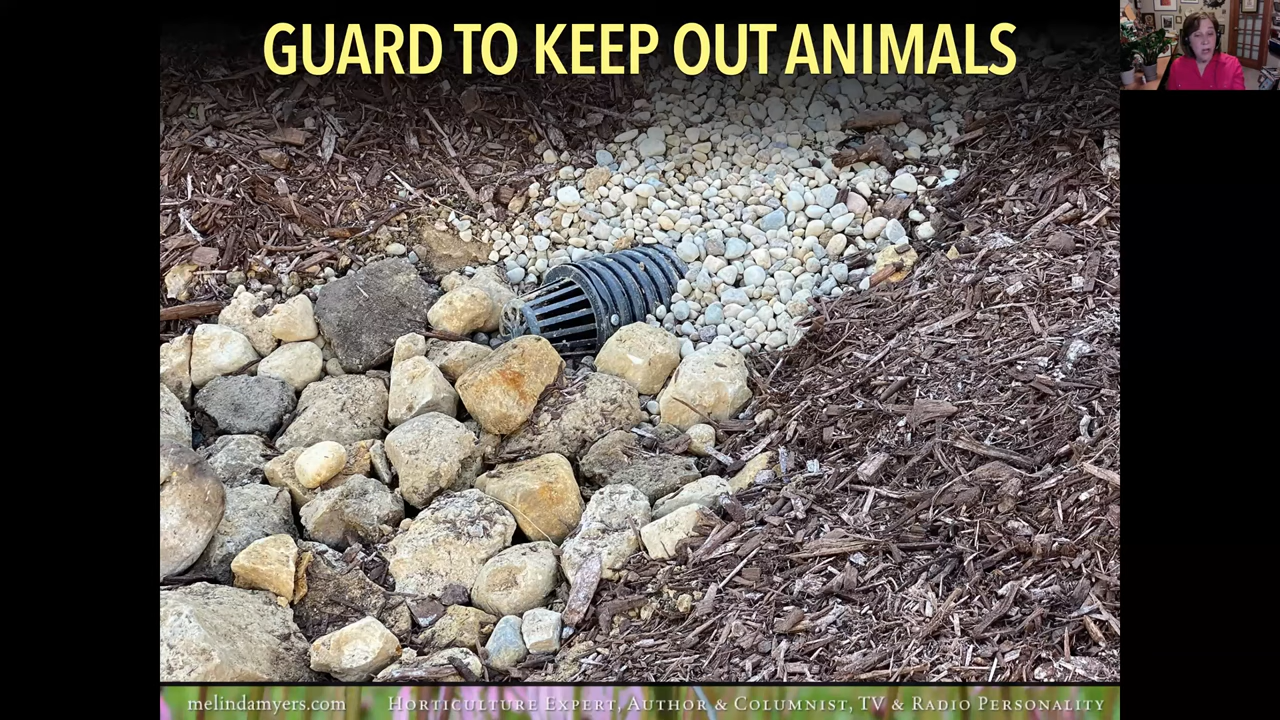 GUARD TO KEEP OUT ANIMALS
melindamyers.com Horticulture Expert, Author & Columnist, TV & Radio Personality